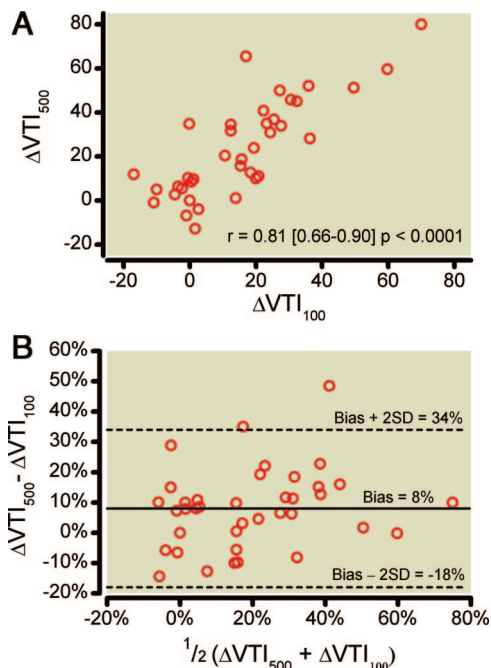 A
80
60
40
20
0
-20
ΔVTI500
r = 0.81 [0.66-0.90] p < 0.0001
-20 0 20 40 60 80
ΔVTI100
B
60%
50%
40%
30%
20%
10%
0%
-10%
-20%
ΔVTI500 - ΔVTI100
Bias + 2SD = 34%
Bias = 8%
Bias – 2SD = -18%
0% 20% 40% 60% 80%
1/2 (ΔVTI500 + ΔVTI100)